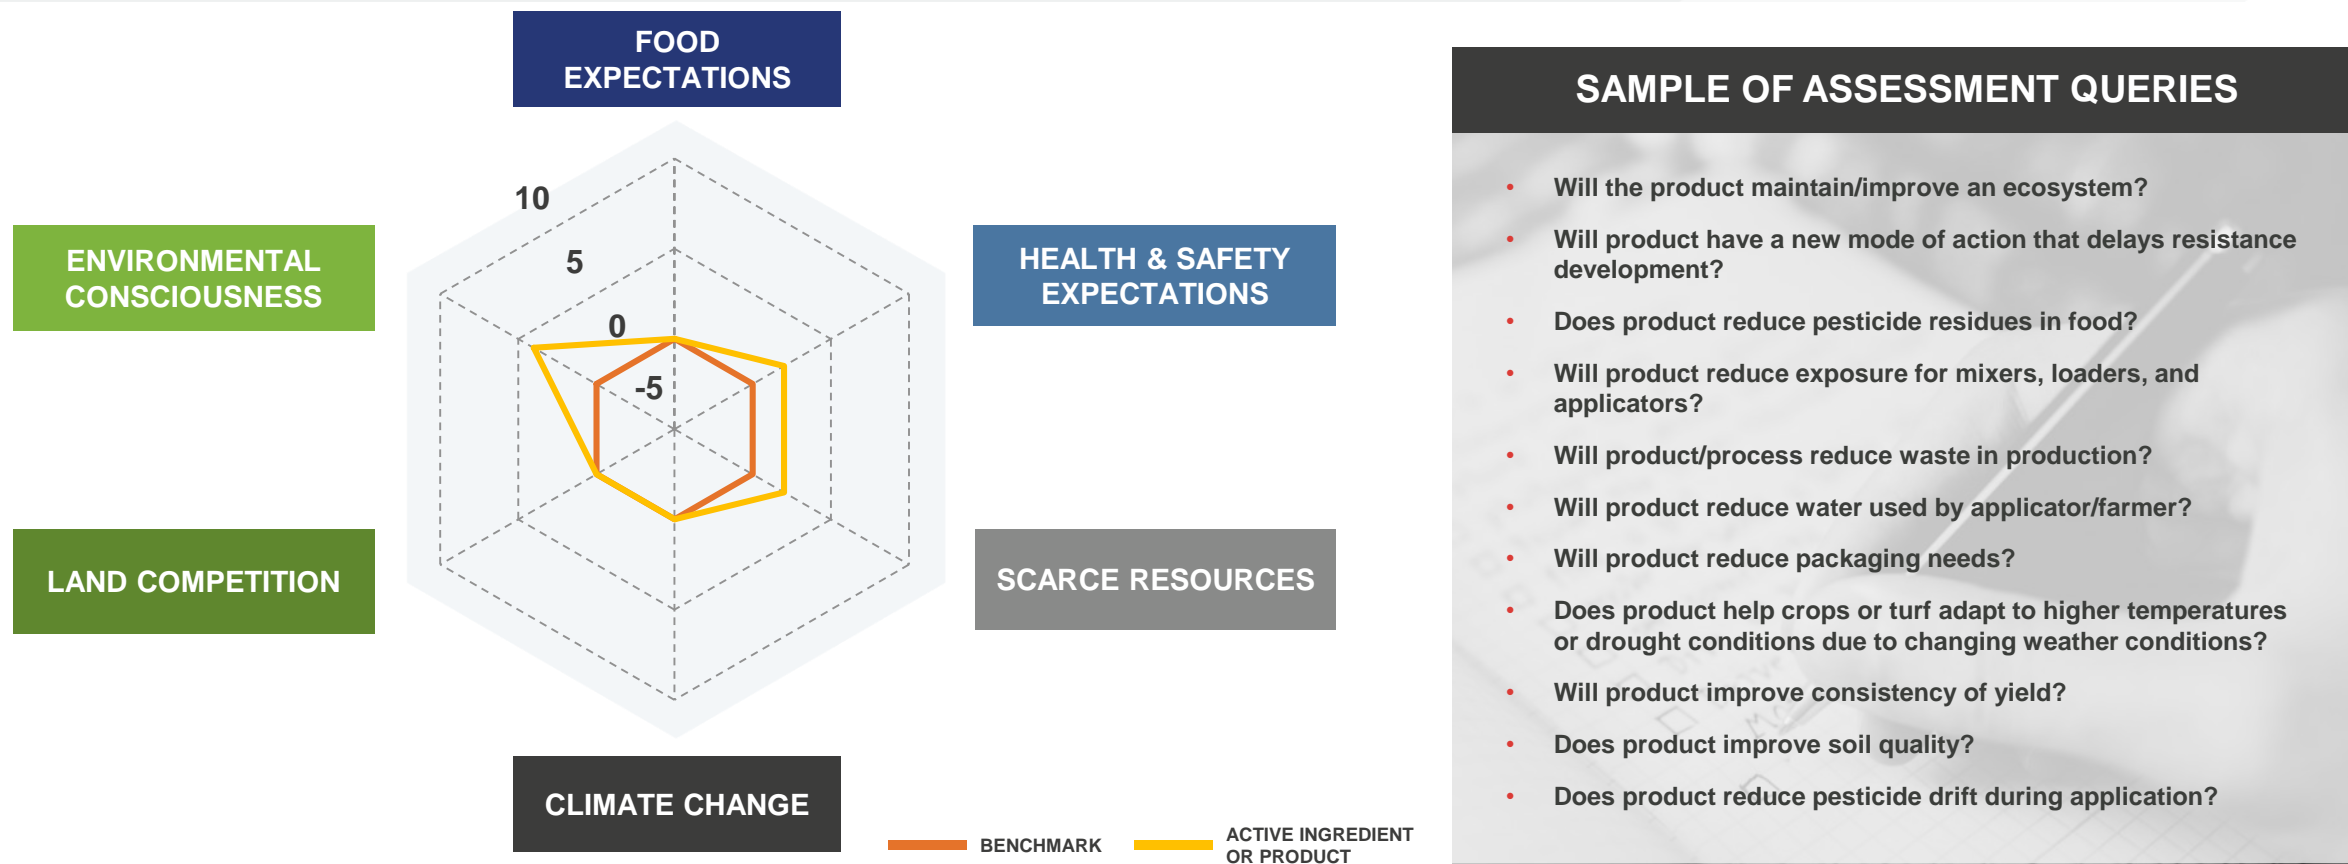 FOOD
EXPECTATIONS
10
5
0
-5
ENVIRONMENTAL
CONSCIOUSNESS
HEALTH & SAFETY
EXPECTATIONS
LAND COMPETITION
SCARCE RESOURCES
CLIMATE CHANGE
BENCHMARK
ACTIVE INGREDIENT
OR PRODUCT
SAMPLE OF ASSESSMENT QUERIES
• Will the product maintain/improve an ecosystem?
• Will product have a new mode of action that delays resistance
development?
• Does product reduce pesticide residues in food?
• Will product reduce exposure for mixers, loaders, and
applicators?
• Will product/process reduce waste in production?
• Will product reduce water used by applicator/farmer?
• Will product reduce packaging needs?
• Does product help crops or turf adapt to higher temperatures
or drought conditions due to changing weather conditions?
• Will product improve consistency of yield?
• Does product improve soil quality?
• Does product reduce pesticide drift during application?